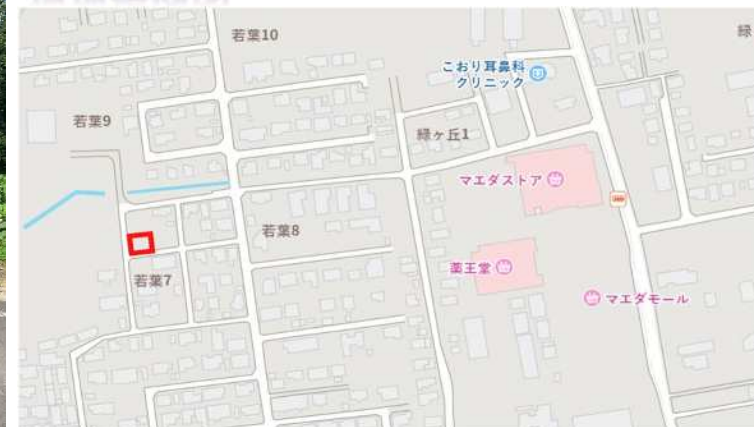 若葉10
緑
こおり耳鼻科
クリニック
若葉9
緑ヶ丘1
マエダストア
若葉8
薬王堂
若葉7
マエダモール